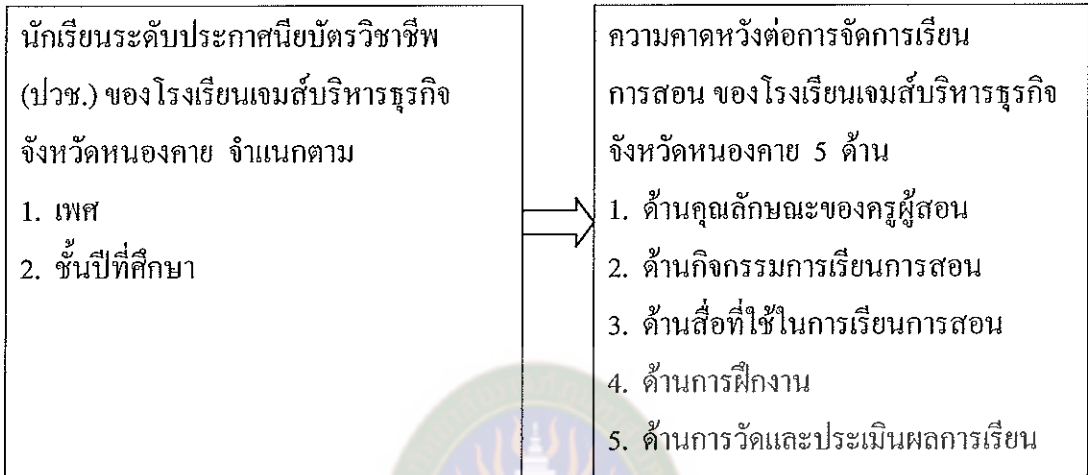 นักเรียนระดับประกาศนียบัตรวิชาชีพ
(ปวช.) ของโรงเรียนเจมส์บริหารธุรกิจ
จังหวัดหนองคาย จำแนกตาม
1. เพศ
2. ชั้นปีที่ศึกษา
ความคาดหวังต่อการจัดการเรียน
การสอน ของโรงเรียนเจมส์บริหารธุรกิจ
จังหวัดหนองคาย 5 ด้าน
1. ด้านคุณลักษณะของครูผู้สอน
2. ด้านกิจกรรมการเรียนการสอน
3. ด้านสื่อที่ใช้ในการเรียนการสอน
4. ด้านการฝึกงาน
5. ด้านการวัดและประเมินผลการเรียน